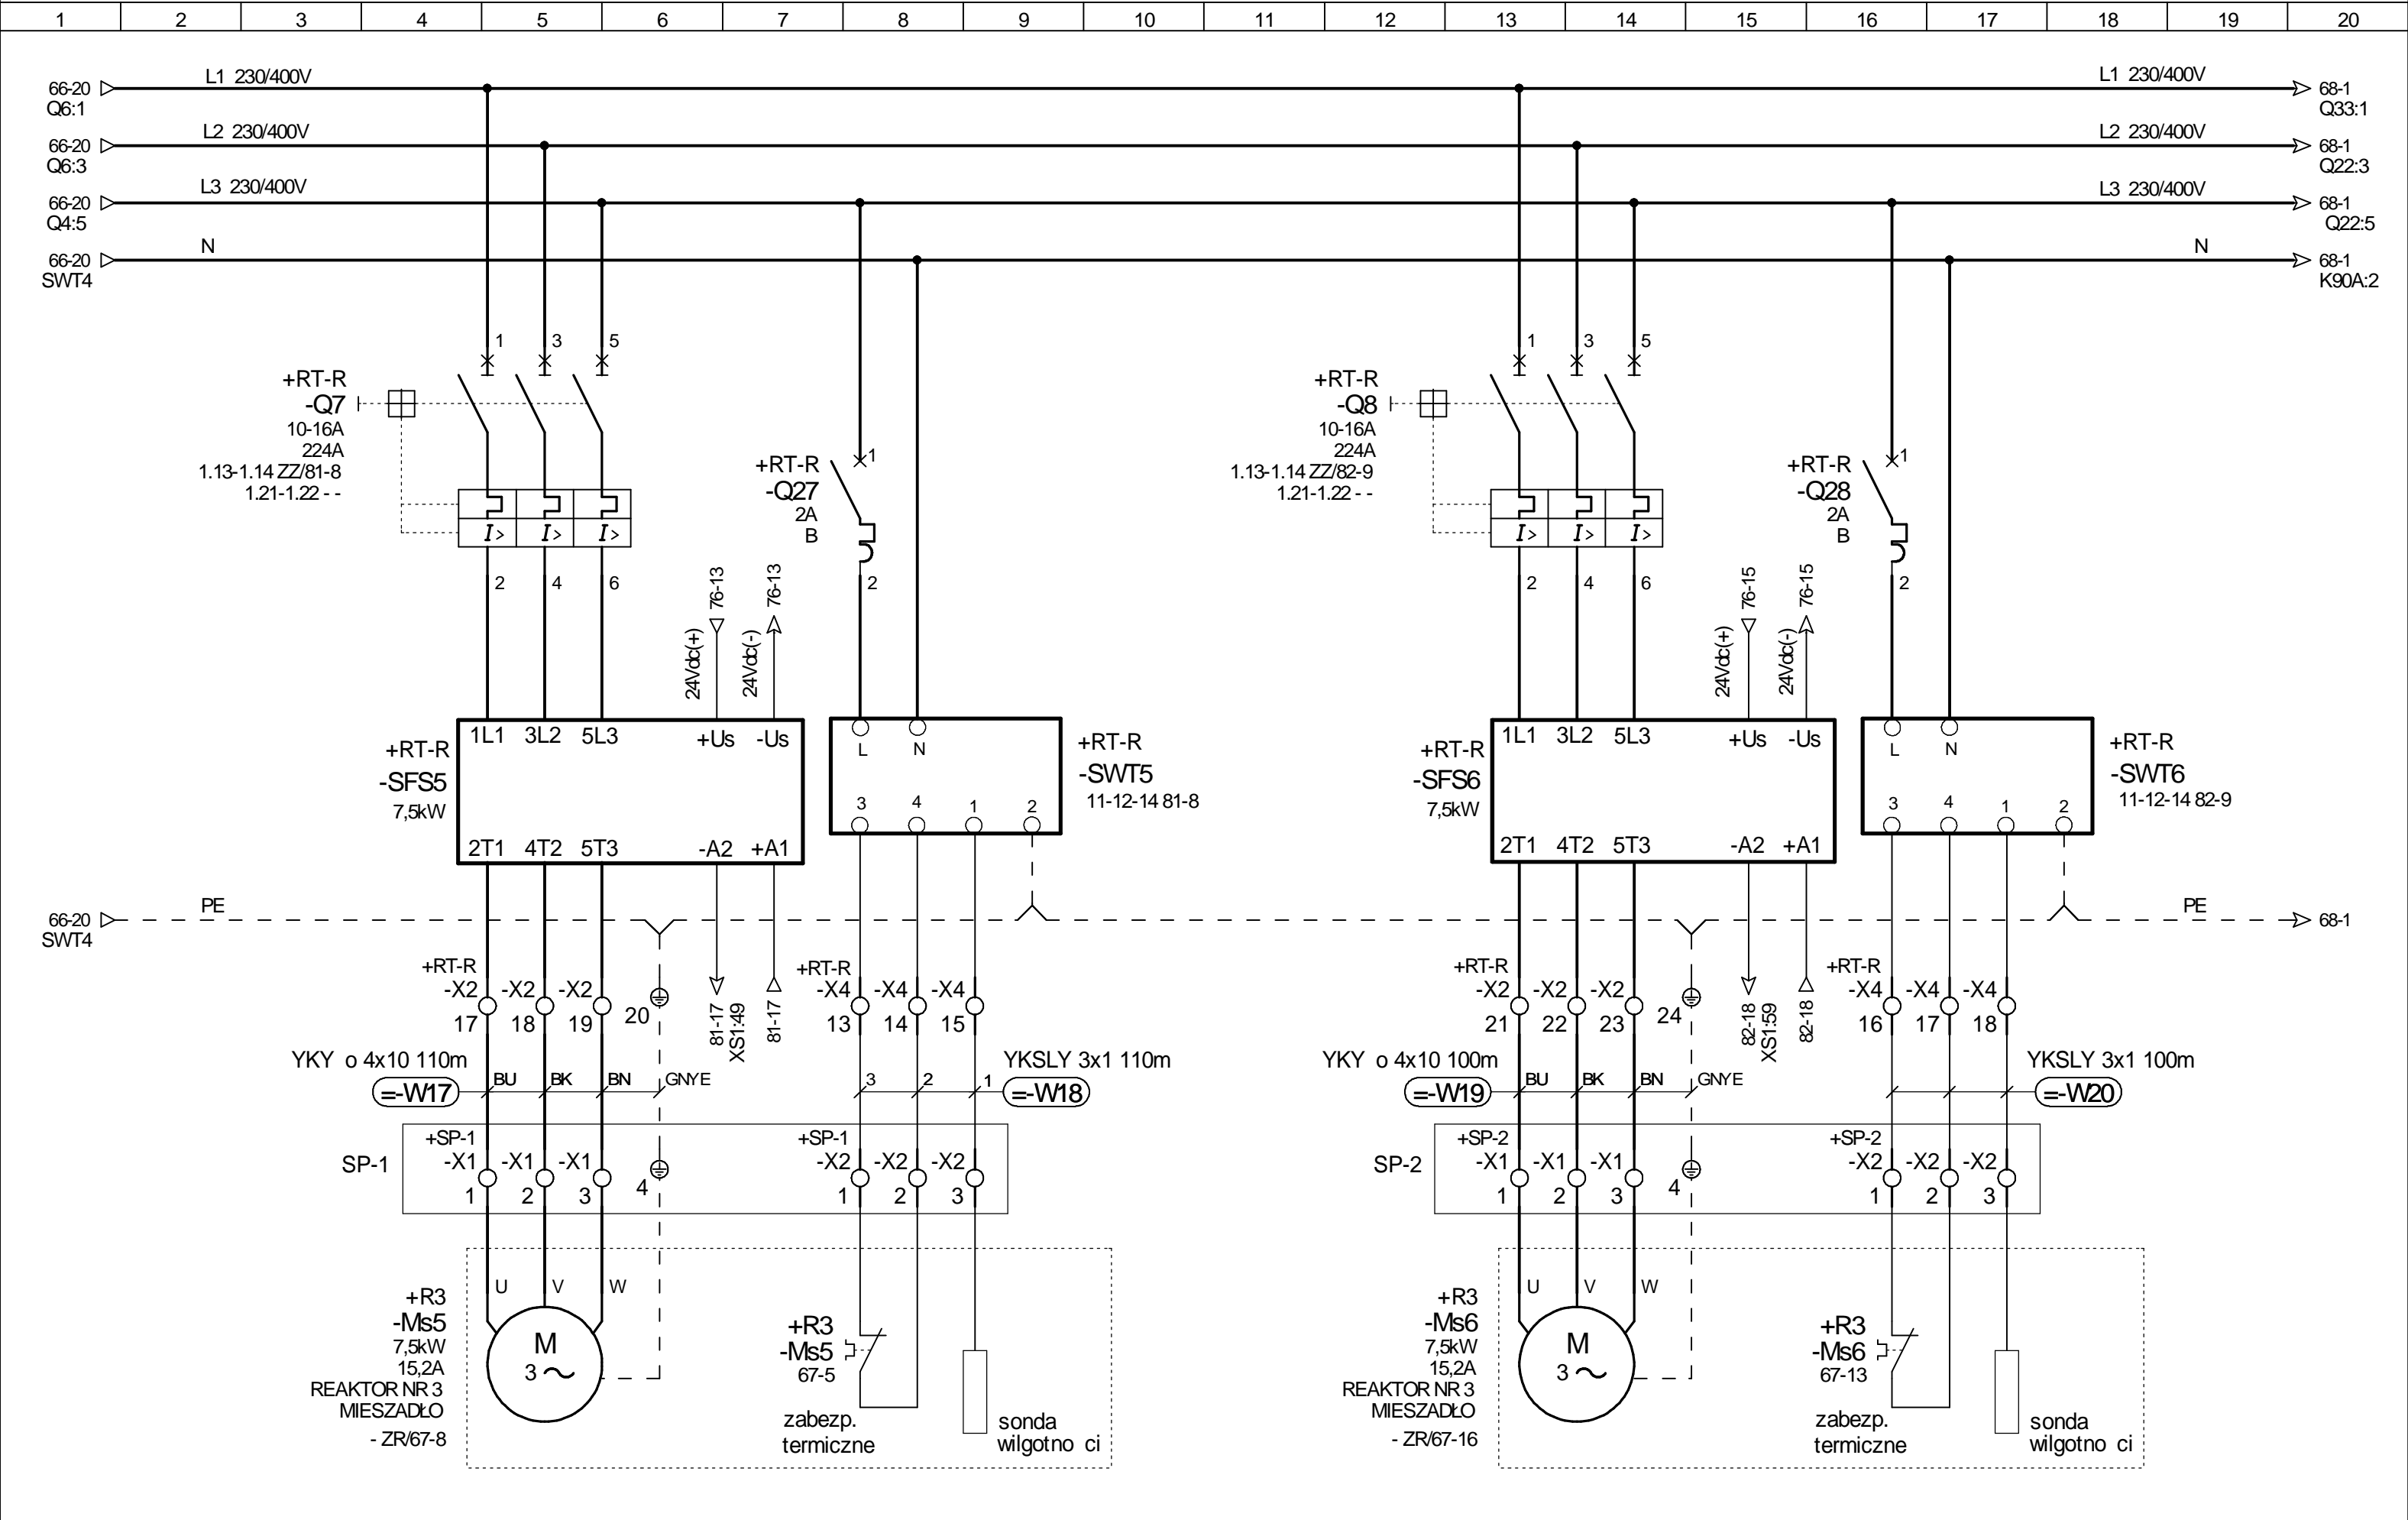 1 2 3 4 5 6 7 8 9 10 11 12 13 14 15 16 17 18 19 20
L1 230/400V
L1 230/400V
66-20
Q6:1
68-1
Q33:1
L2 230/400V
L2 230/400V
66-20
Q6:3
68-1
Q22:3
L3 230/400V
L3 230/400V
66-20
Q4:5
68-1
Q22:5
N
N
66-20
SWT4
68-1
K90A:2
1 3 5
+RT-R
-Q7
10-16A
224A
1.13-1.14 ZZ/81-8
1.21-1.22 - -
I> I> I>
2 4 6
+RT-R
-Q27
2A
B
1
2
24Vdc(+)
76-13
24Vdc(-)
76-13
1 3 5
+RT-R
-Q8
10-16A
224A
1.13-1.14 ZZ/82-9
1.21-1.22 - -
I> I> I>
2 4 6
+RT-R
-Q28
2A
B
1
2
24Vdc(+)
76-15
24Vdc(-)
76-15
+RT-R
-SFS5
7,5kW
1L1 3L2 5L3 +Us -Us
2T1 4T2 5T3 -A2 +A1
L N
3 4 1 2
+RT-R
-SWT5
11-12-14 81-8
+RT-R
-SFS6
7,5kW
1L1 3L2 5L3 +Us -Us
2T1 4T2 5T3 -A2 +A1
L N
3 4 1 2
+RT-R
-SWT6
11-12-14 82-9
66-20
SWT4
PE
PE
68-1
+RT-R
-X2 -X2 -X2
17 18 19 20
81-17
XS1:49
81-17
+RT-R
-X4 -X4 -X4
13 14 15
+RT-R
-X2 -X2 -X2
21 22 23 24
82-18
XS1:59
82-18
+RT-R
-X4 -X4 -X4
16 17 18
YKY o 4x10 110m
=-W17
BU BK BN GNYE
3 2 1
YKSLY 3x1 110m
=-W18
YKY o 4x10 100m
=-W19
BU BK BN GNYE
YKSLY 3x1 100m
=-W20
SP-1
+SP-1
-X1 -X1 -X1
1 2 3 4
+SP-1
-X2 -X2 -X2
1 2 3
SP-2
+SP-2
-X1 -X1 -X1
1 2 3 4
+SP-2
-X2 -X2 -X2
1 2 3
U V W
+R3
-Ms5
7,5kW
15,2A
REAKTOR NR 3
MIESZADŁO
- ZR/67-8
M
3
+R3
-Ms5
67-5
zabezp.
termiczne
sonda
wilgotno ci
U V W
+R3
-Ms6
7,5kW
15,2A
REAKTOR NR 3
MIESZADŁO
- ZR/67-16
M
3
+R3
-Ms6
67-13
zabezp.
termiczne
sonda
wilgotno ci